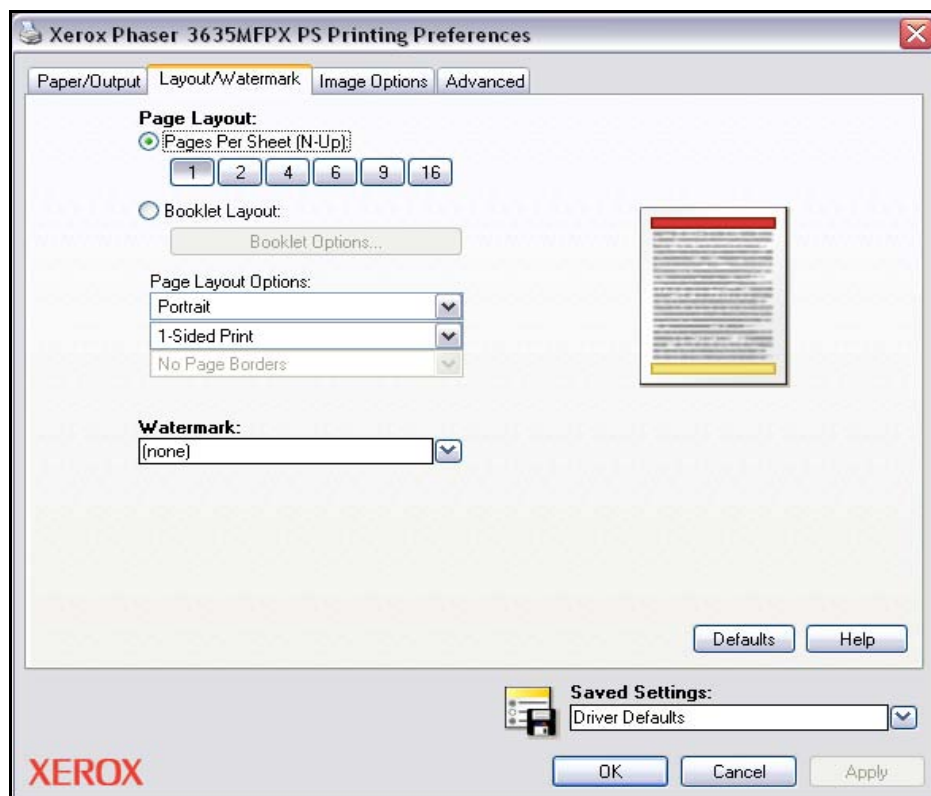 Xerox Phaser 3635MFPX PS Printing Preferences
Paper/Output Layout/Watermark Image Options Advanced
Page Layout:
Pages Per Sheet (N-Up):
1 2 4 6 9 16
Booklet Layout:
Booklet Options...
Page Layout Options:
Portrait
1-Sided Print
No Page Borders
Watermark:
(none)
Defaults Help
Saved Settings:
Driver Defaults
XEROX
OK Cancel Apply